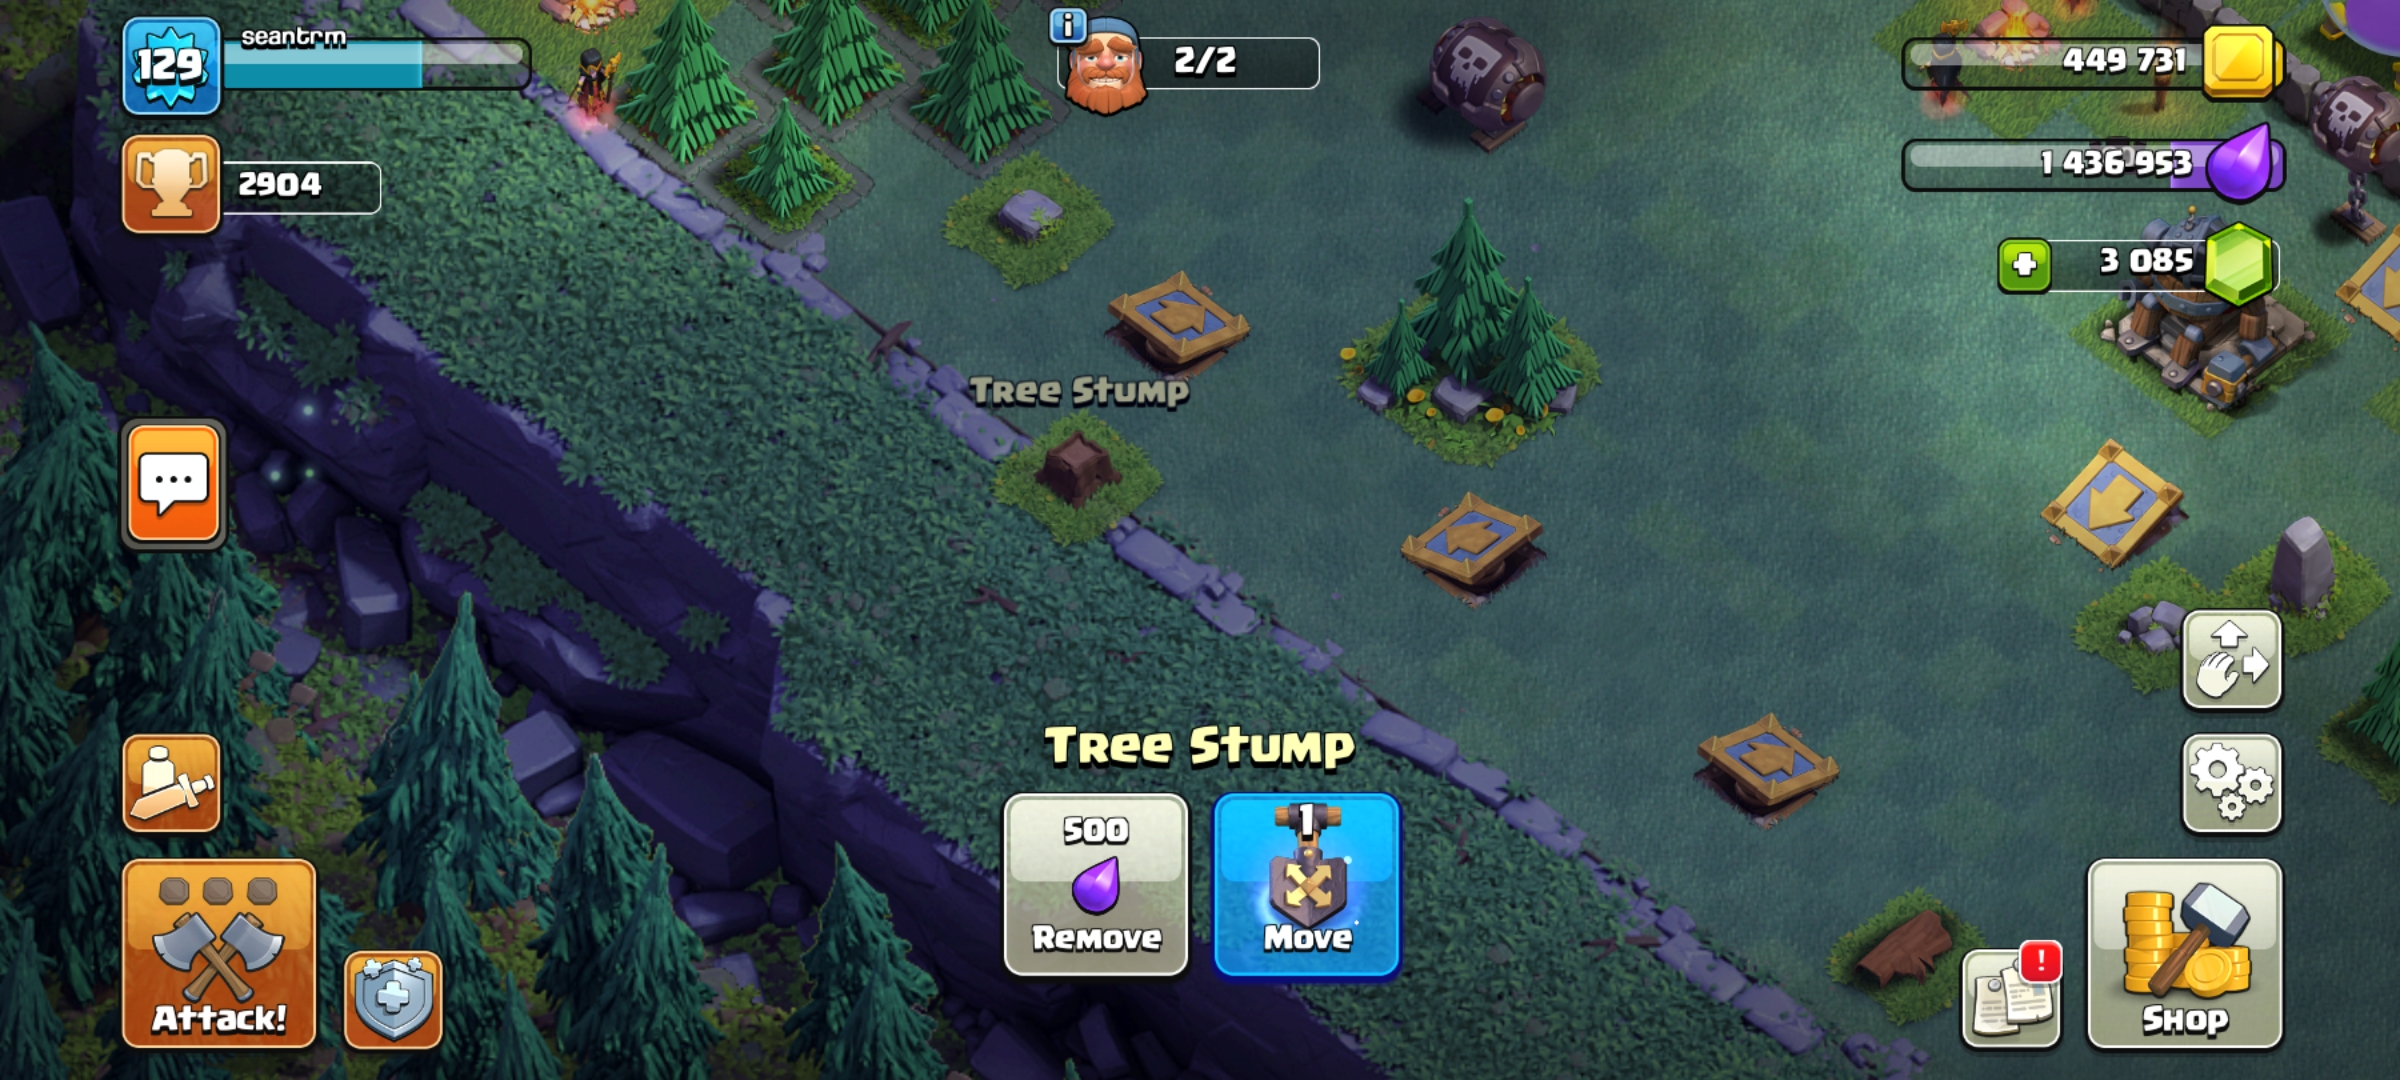 129
seantrm
2/2
449 731
2904
1 436 953
3 085
Tree Stump
Tree Stump
500
Remove
1
Move
Attack!
!
Shop